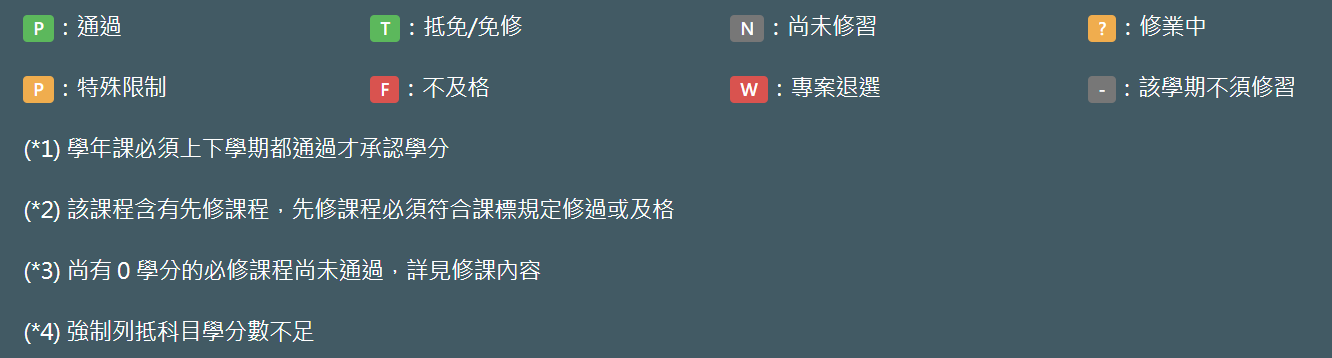 P：通過 T：抵免/免修 N：尚未修習 ?：修業中
P：特殊限制 F：不及格 W：專案退選 -：該學期不須修習
(*1) 學年課必須上下學期都通過才承認學分
(*2) 該課程含有先修課程，先修課程必須符合課標規定修過或及格
(*3) 尚有 0 學分的必修課程尚未通過，詳見修課內容
(*4) 強制列抵科目學分數不足